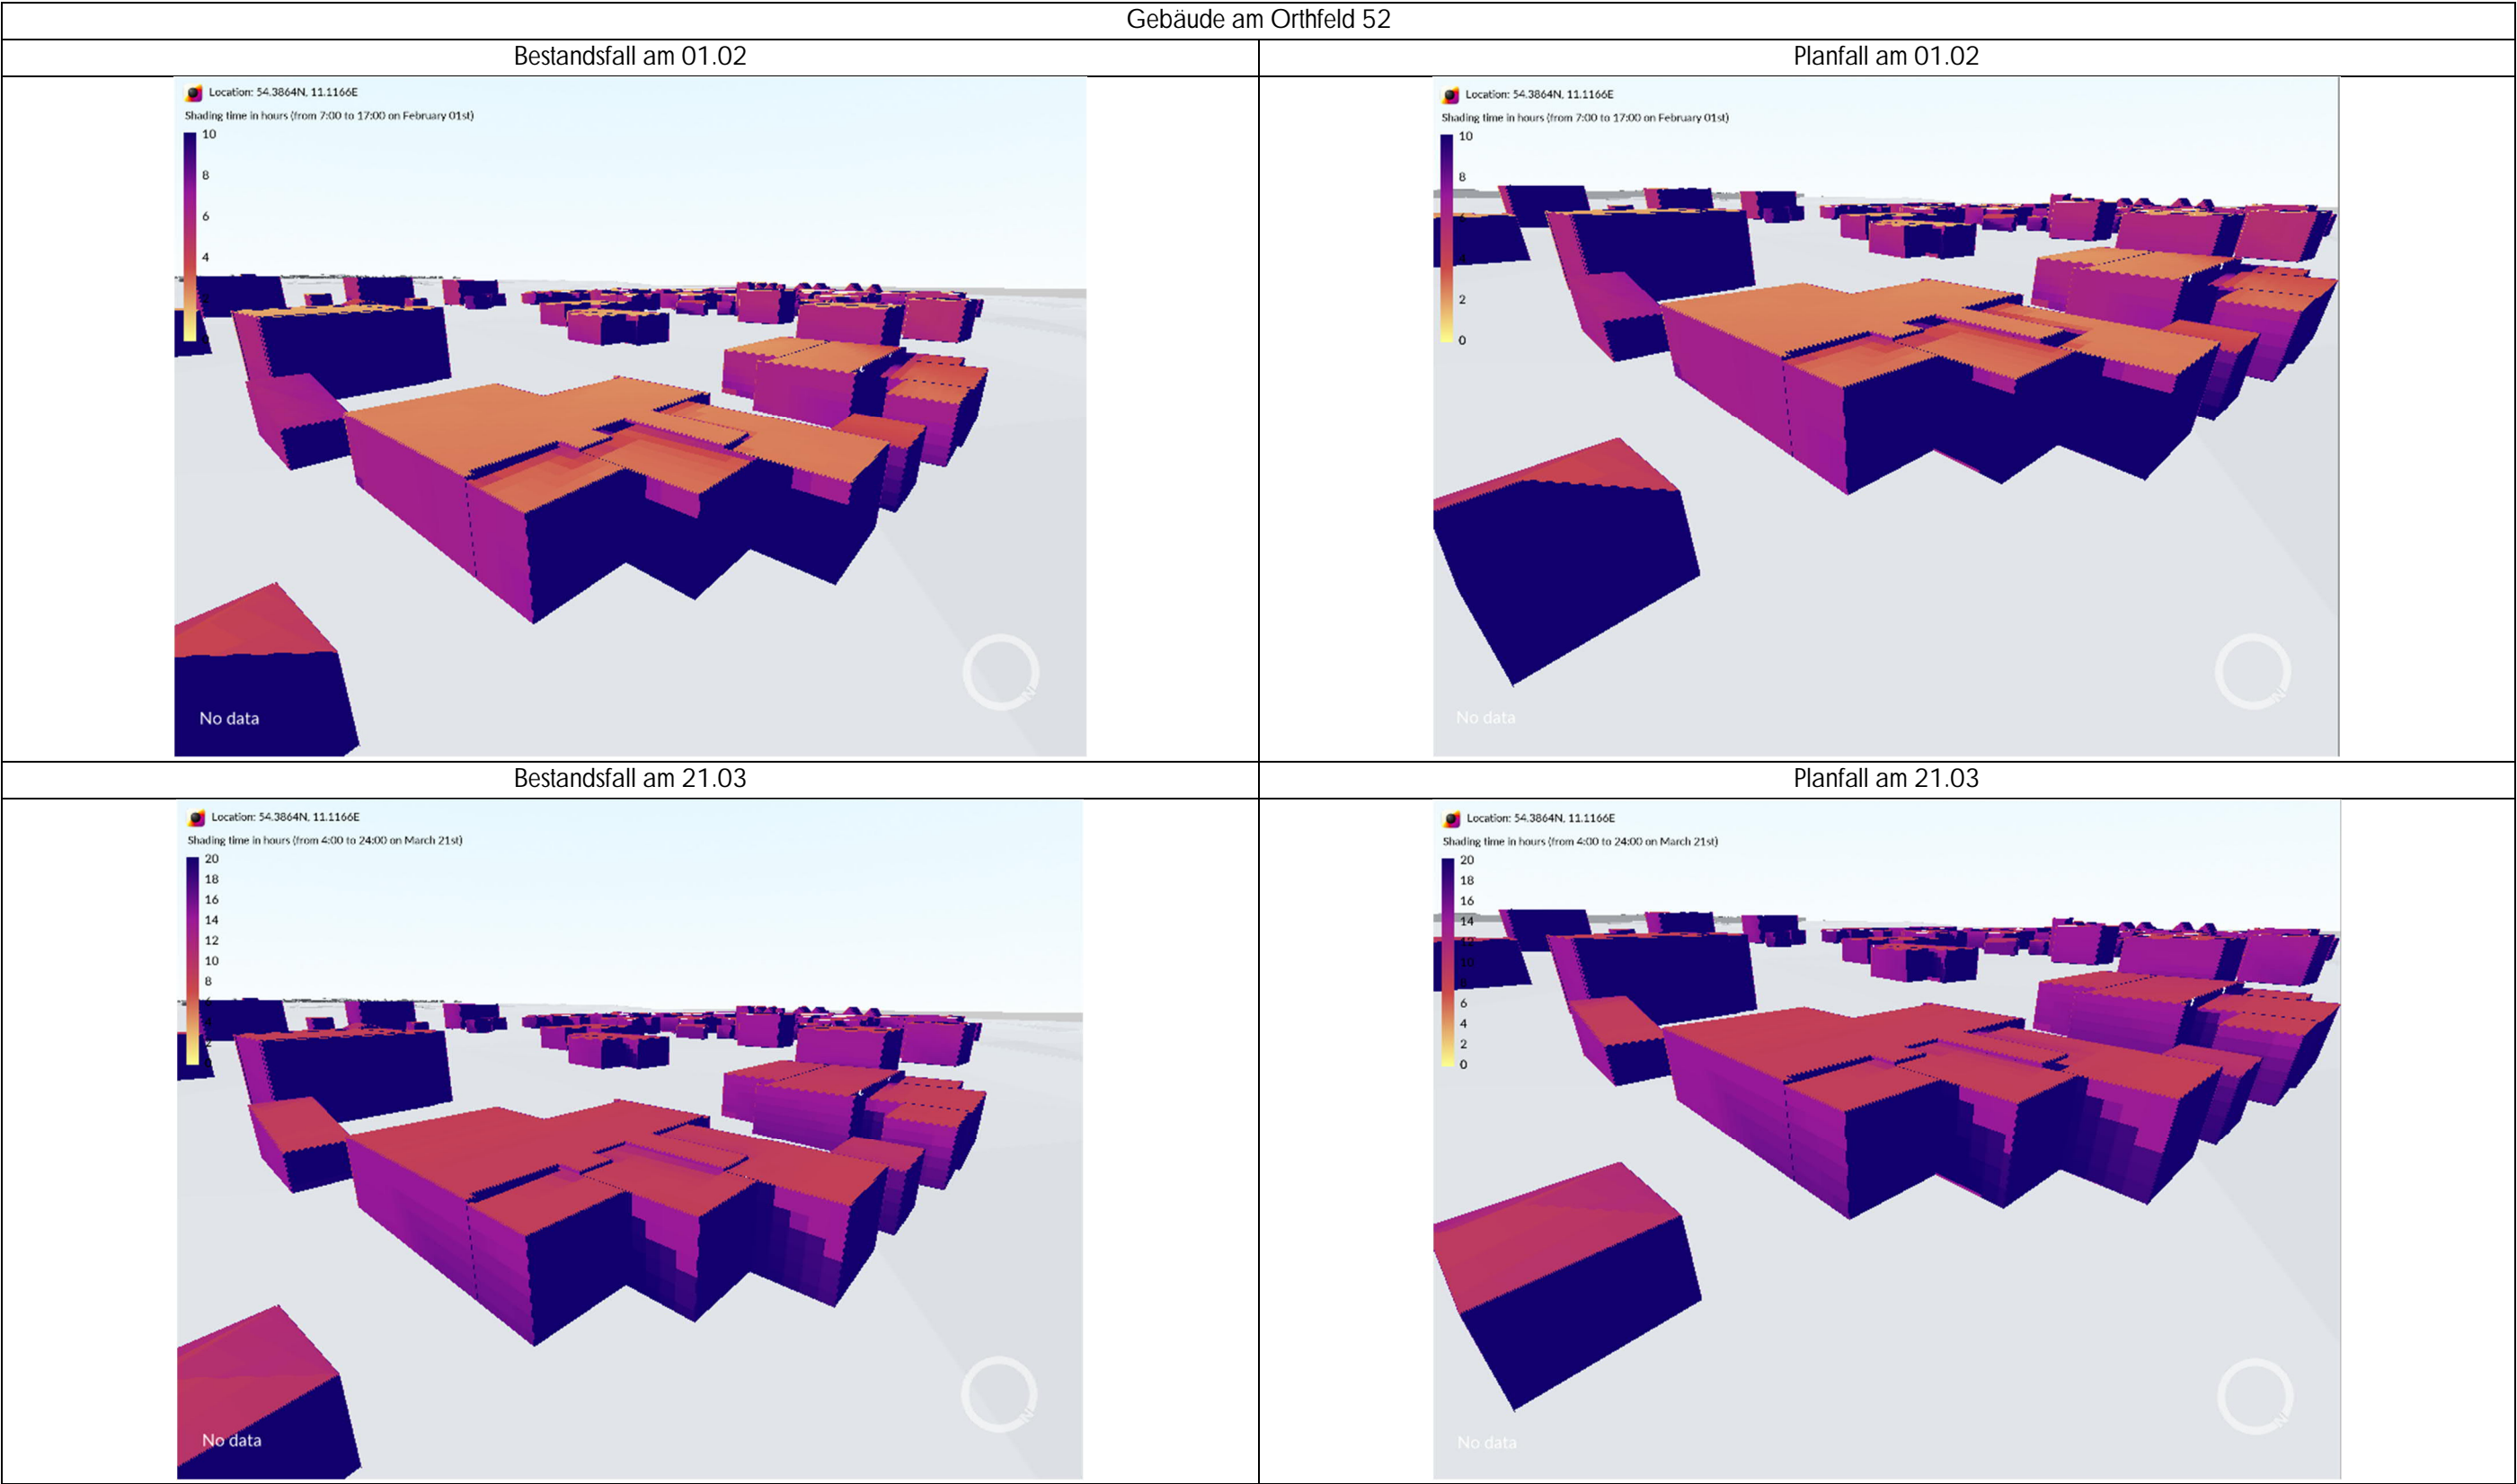 Gebäude am Orthfeld 52
Bestandsfall am 01.02
Planfall am 01.02
Location: 54.3864N, 11.1166E
Shading time in hours (from 7:00 to 17:00 on February 01st)
10
8
6
4
No data
N
Location: 54.3864N, 11.1166E
Shading time in hours (from 7:00 to 17:00 on February 01st)
10
8
2
0
No data
N
Bestandsfall am 21.03
Planfall am 21.03
Location: 54.3864N, 11.1166E
Shading time in hours (from 4:00 to 24:00 on March 21st)
20
18
16
14
12
10
8
No data
N
Location: 54.3864N, 11.1166E
Shading time in hours (from 4:00 to 24:00 on March 21st)
20
18
16
14
12
10
6
4
2
0
No data
N